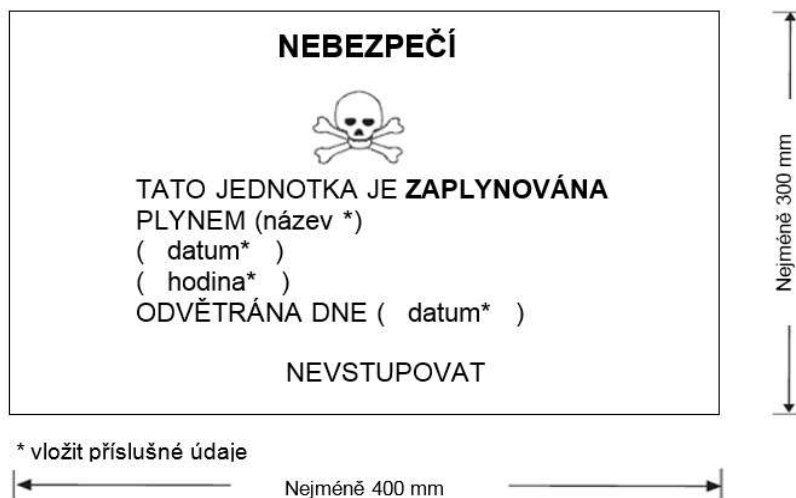 NEBEZPEČÍ
TATO JEDNOTKA JE ZAPLYNOVÁNA
PLYNEM (název *)
( datum* )
( hodina* )
ODVĚTRÁNA DNE ( datum* )
NEVSTUPOVAT
Nejméně 300 mm
* vložit příslušné údaje
Nejméně 400 mm